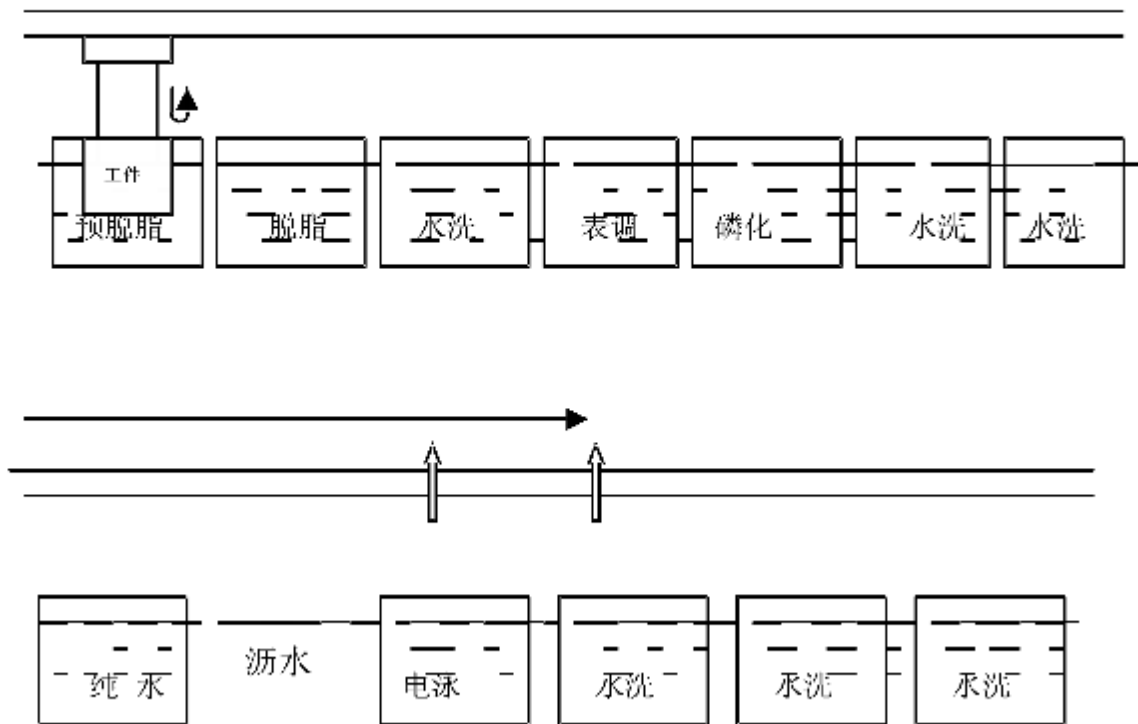 工件
预脱脂 脱脂 水洗 表调 磷化 水洗 水洗
纯 水 沥水 电泳 水洗 水洗 水洗